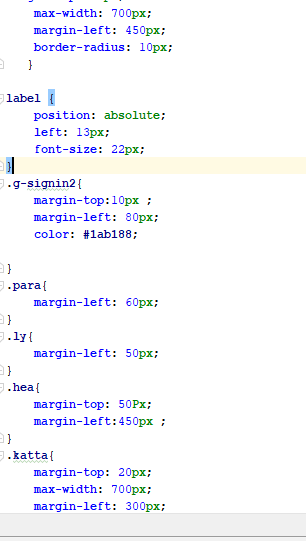 max-width: 700px;
margin-left: 450px;
border-radius: 10px;
}
label {
position: absolute;
left: 13px;
font-size: 22px;
}
.g-signin2{
margin-top:10px ;
margin-left: 80px;
color: #1ab188;
}
.para{
margin-left: 60px;
}
.ly{
margin-left: 50px;
}
.hea{
margin-top: 50Px;
margin-left:450px ;
}
.katta{
margin-top: 20px;
max-width: 700px;
margin-left: 300px;